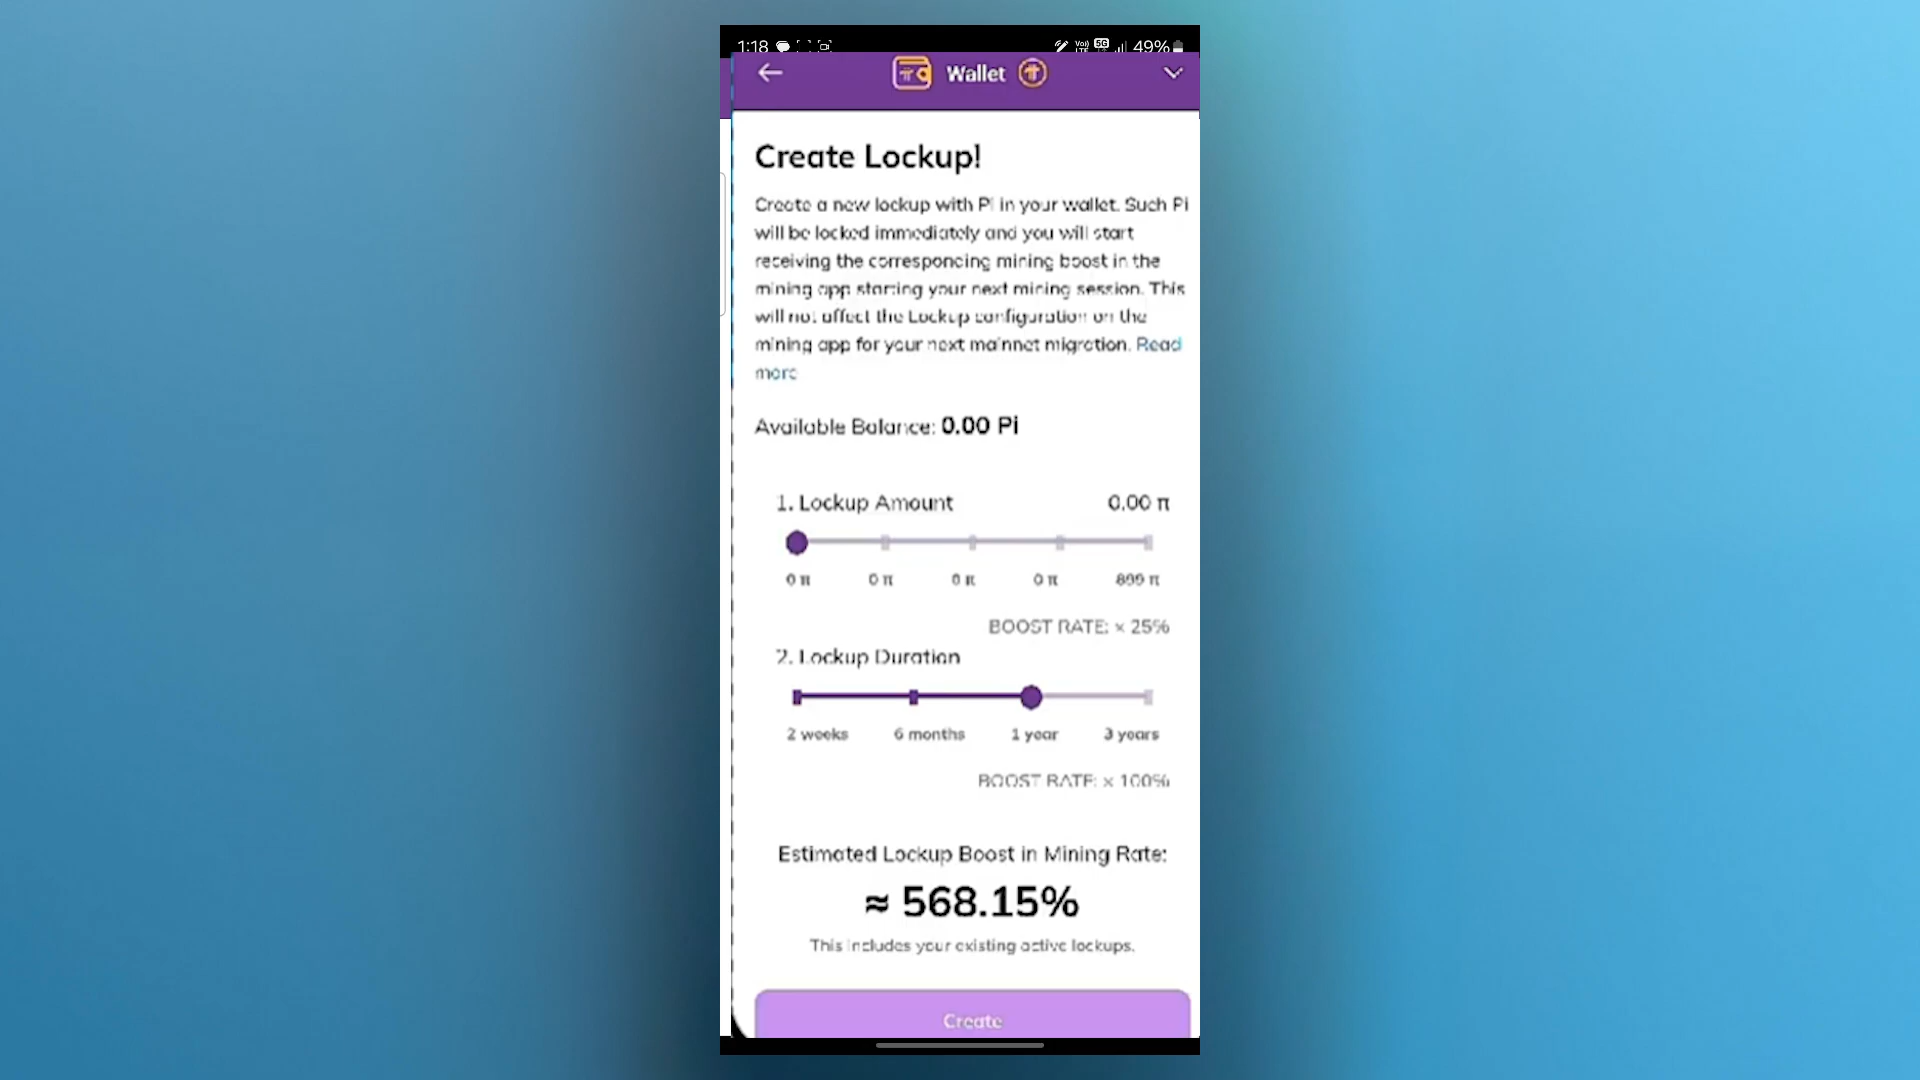 1:18 49%
Wallet
Create Lockup!
Create a new lockup with Pi in your wallet. Such Pi
will be locked immediately and you will start
receiving the corresponding mining boost in the
mining app starting your next mining session. This
will not affect the Lockup configuration on the
mining app for your next mainnet migration. Read
more
Available Balance: 0.00 Pi
1. Lockup Amount 0.00 π
0 π 0 π 0 π 0 π 899 π
BOOST RATE: × 25%
2. Lockup Duration
2 weeks 6 months 1 year 3 years
BOOST RATE: × 100%
Estimated Lockup Boost in Mining Rate:
≈ 568.15%
This includes your existing active lockups.
Create